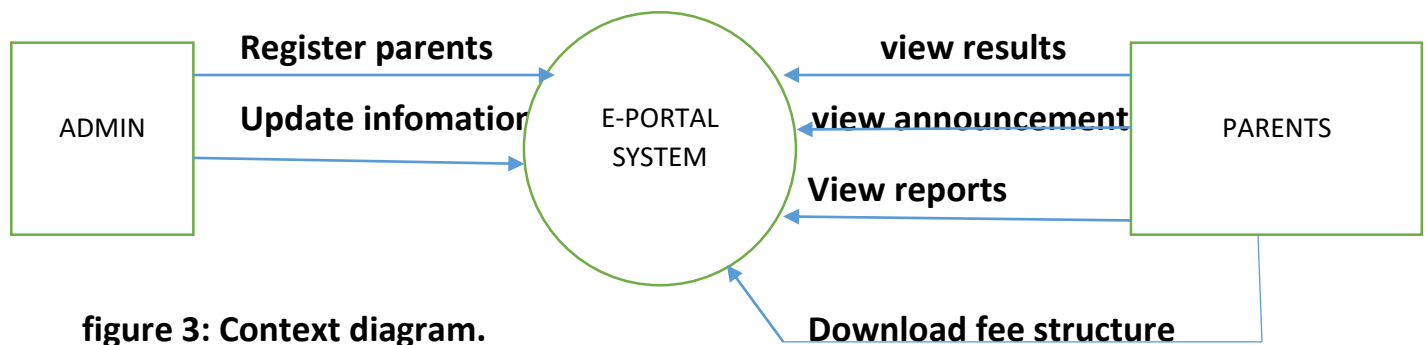 Register parents
view results
ADMIN
Update infomation
E-PORTAL
SYSTEM
view announcement
PARENTS
View reports
figure 3: Context diagram.
Download fee structure